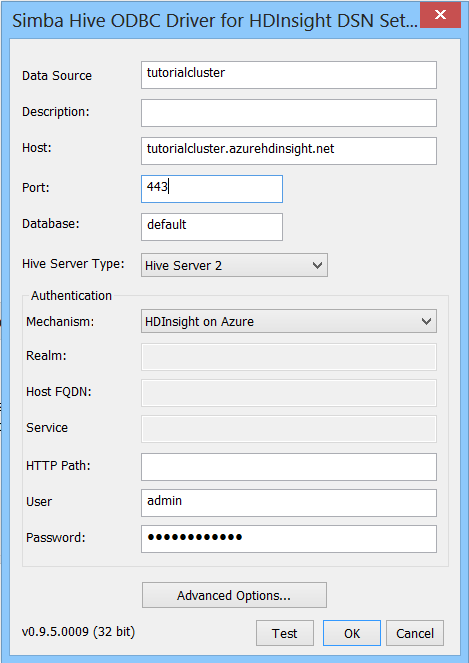 Simba Hive ODBC Driver for HDInsight DSN Set...
Data Source tutorialcluster
Description:
Host: tutorialcluster.azurehdinsight.net
Port: 443
Database: default
Hive Server Type: Hive Server 2
Authentication
Mechanism: HDInsight on Azure
Realm:
Host FQDN:
Service
HTTP Path:
User admin
Password: ●●●●●●●●●●●●
Advanced Options...
v0.9.5.0009 (32 bit) Test OK Cancel